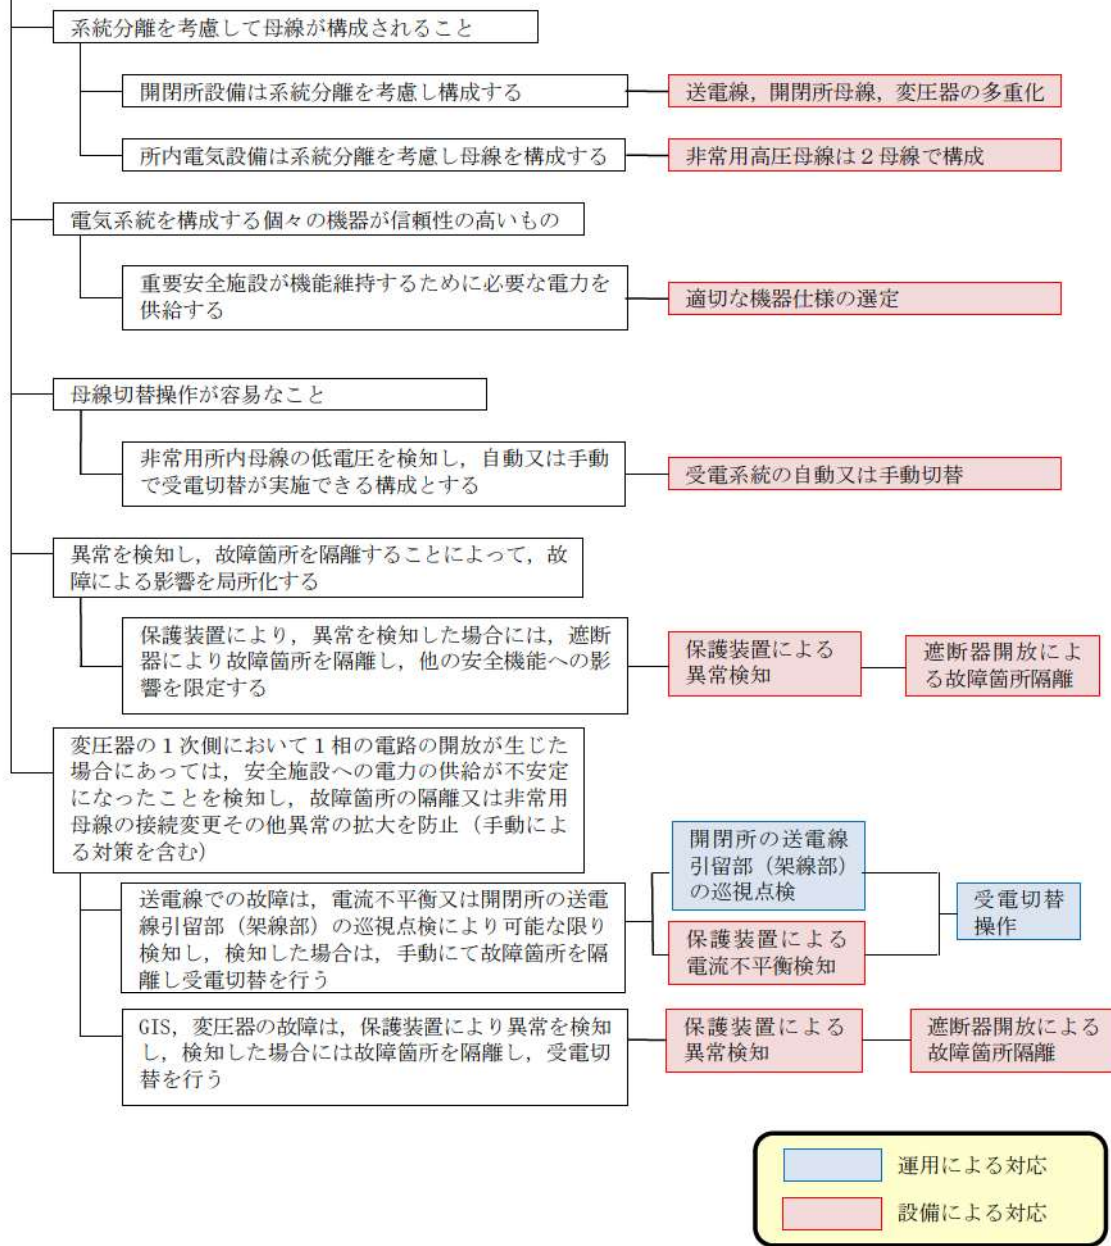 系統分離を考慮して母線が構成されること
開閉所設備は系統分離を考慮し構成する
送電線，開閉所母線，変圧器の多重化
所内電気設備は系統分離を考慮し母線を構成する
非常用高圧母線は２母線で構成
電気系統を構成する個々の機器が信頼性の高いもの
重要安全施設が機能維持するために必要な電力を
供給する
適切な機器仕様の選定
母線切替操作が容易なこと
非常用所内母線の低電圧を検知し，自動又は手動
で受電切替が実施できる構成とする
受電系統の自動又は手動切替
異常を検知し，故障箇所を隔離することによって，故
障による影響を局所化する
保護装置により，異常を検知した場合には，遮断
器により故障箇所を隔離し，他の安全機能への影
響を限定する
保護装置による
異常検知
遮断器開放によ
る故障箇所隔離
変圧器の１次側において１相の電路の開放が生じた
場合にあっては，安全施設への電力の供給が不安定
になったことを検知し，故障箇所の隔離又は非常用
母線の接続変更その他異常の拡大を防止（手動によ
る対策を含む）
送電線での故障は，電流不平衡又は開閉所の送電
線引留部（架線部）の巡視点検により可能な限り
検知し，検知した場合は，手動にて故障箇所を隔
離し受電切替を行う
開閉所の送電線
引留部（架線部）
の巡視点検
保護装置による
電流不平衡検知
受電切替
操作
GIS，変圧器の故障は，保護装置により異常を検知
し，検知した場合には故障箇所を隔離し，受電切
替を行う
保護装置による
異常検知
遮断器開放による
故障箇所隔離
運用による対応
設備による対応